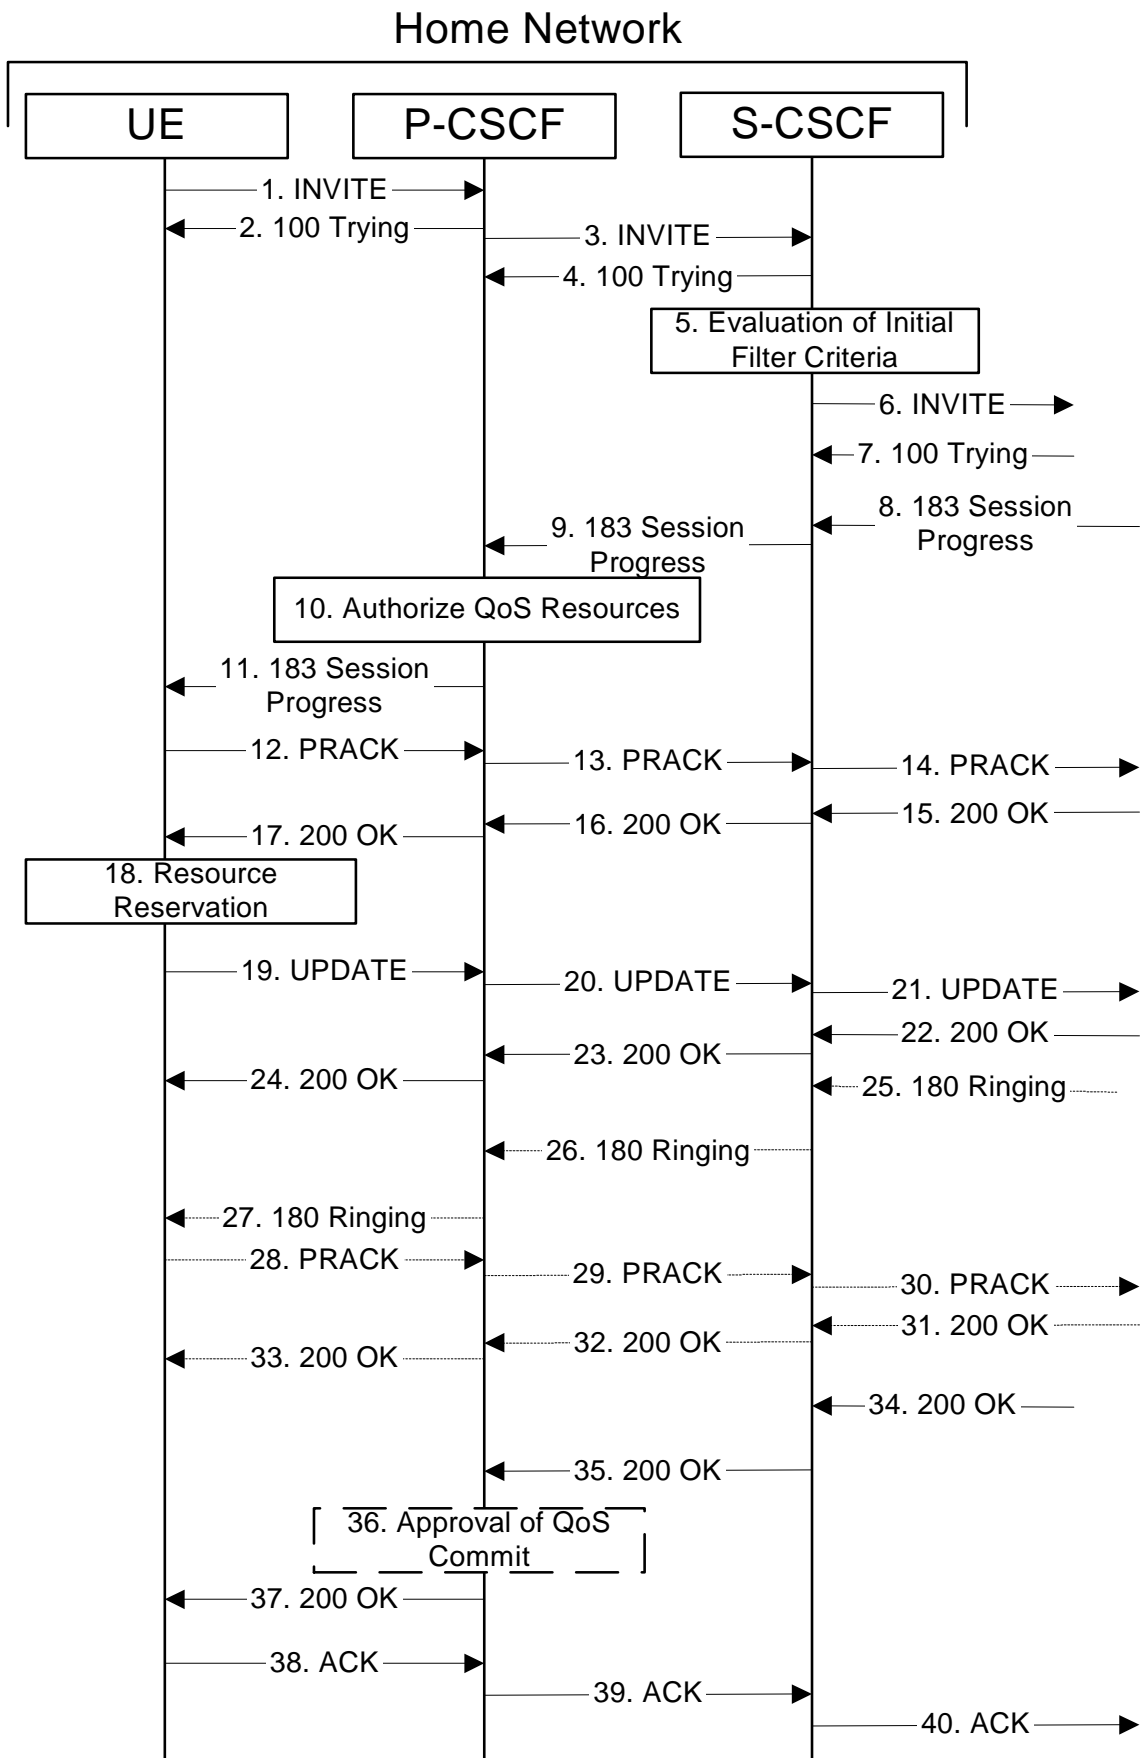 Home Network
UE
P-CSCF
S-CSCF
1. INVITE
2. 100 Trying
3. INVITE
4. 100 Trying
5. Evaluation of Initial
Filter Criteria
6. INVITE
7. 100 Trying
8. 183 Session
Progress
9. 183 Session
Progress
10. Authorize QoS Resources
11. 183 Session
Progress
12. PRACK
13. PRACK
14. PRACK
15. 200 OK
16. 200 OK
17. 200 OK
18. Resource
Reservation
19. UPDATE
20. UPDATE
21. UPDATE
22. 200 OK
23. 200 OK
24. 200 OK
25. 180 Ringing
26. 180 Ringing
27. 180 Ringing
28. PRACK
29. PRACK
30. PRACK
31. 200 OK
32. 200 OK
33. 200 OK
34. 200 OK
35. 200 OK
36. Approval of QoS
Commit
37. 200 OK
38. ACK
39. ACK
40. ACK